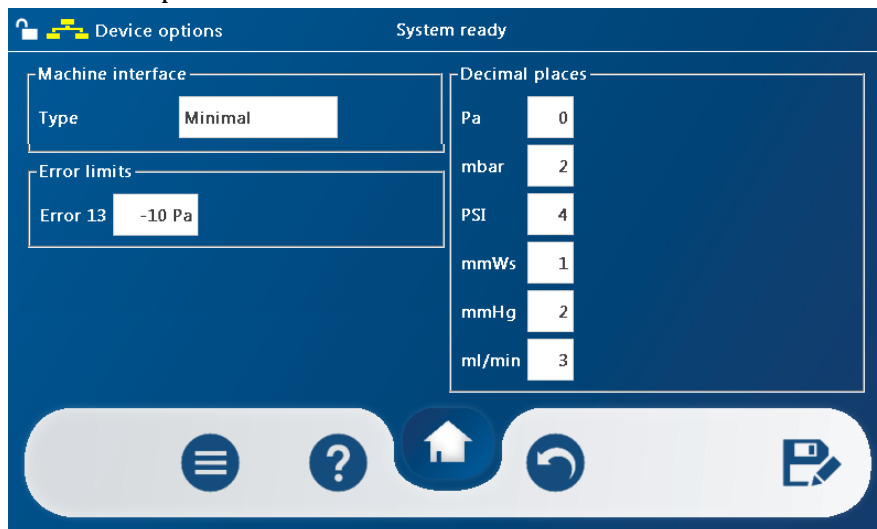 Device options
System ready
Machine interface
Type Minimal
Error limits
Error 13 -10 Pa
Decimal places
Pa 0
mbar 2
PSI 4
mmWs 1
mmHg 2
ml/min 3
?